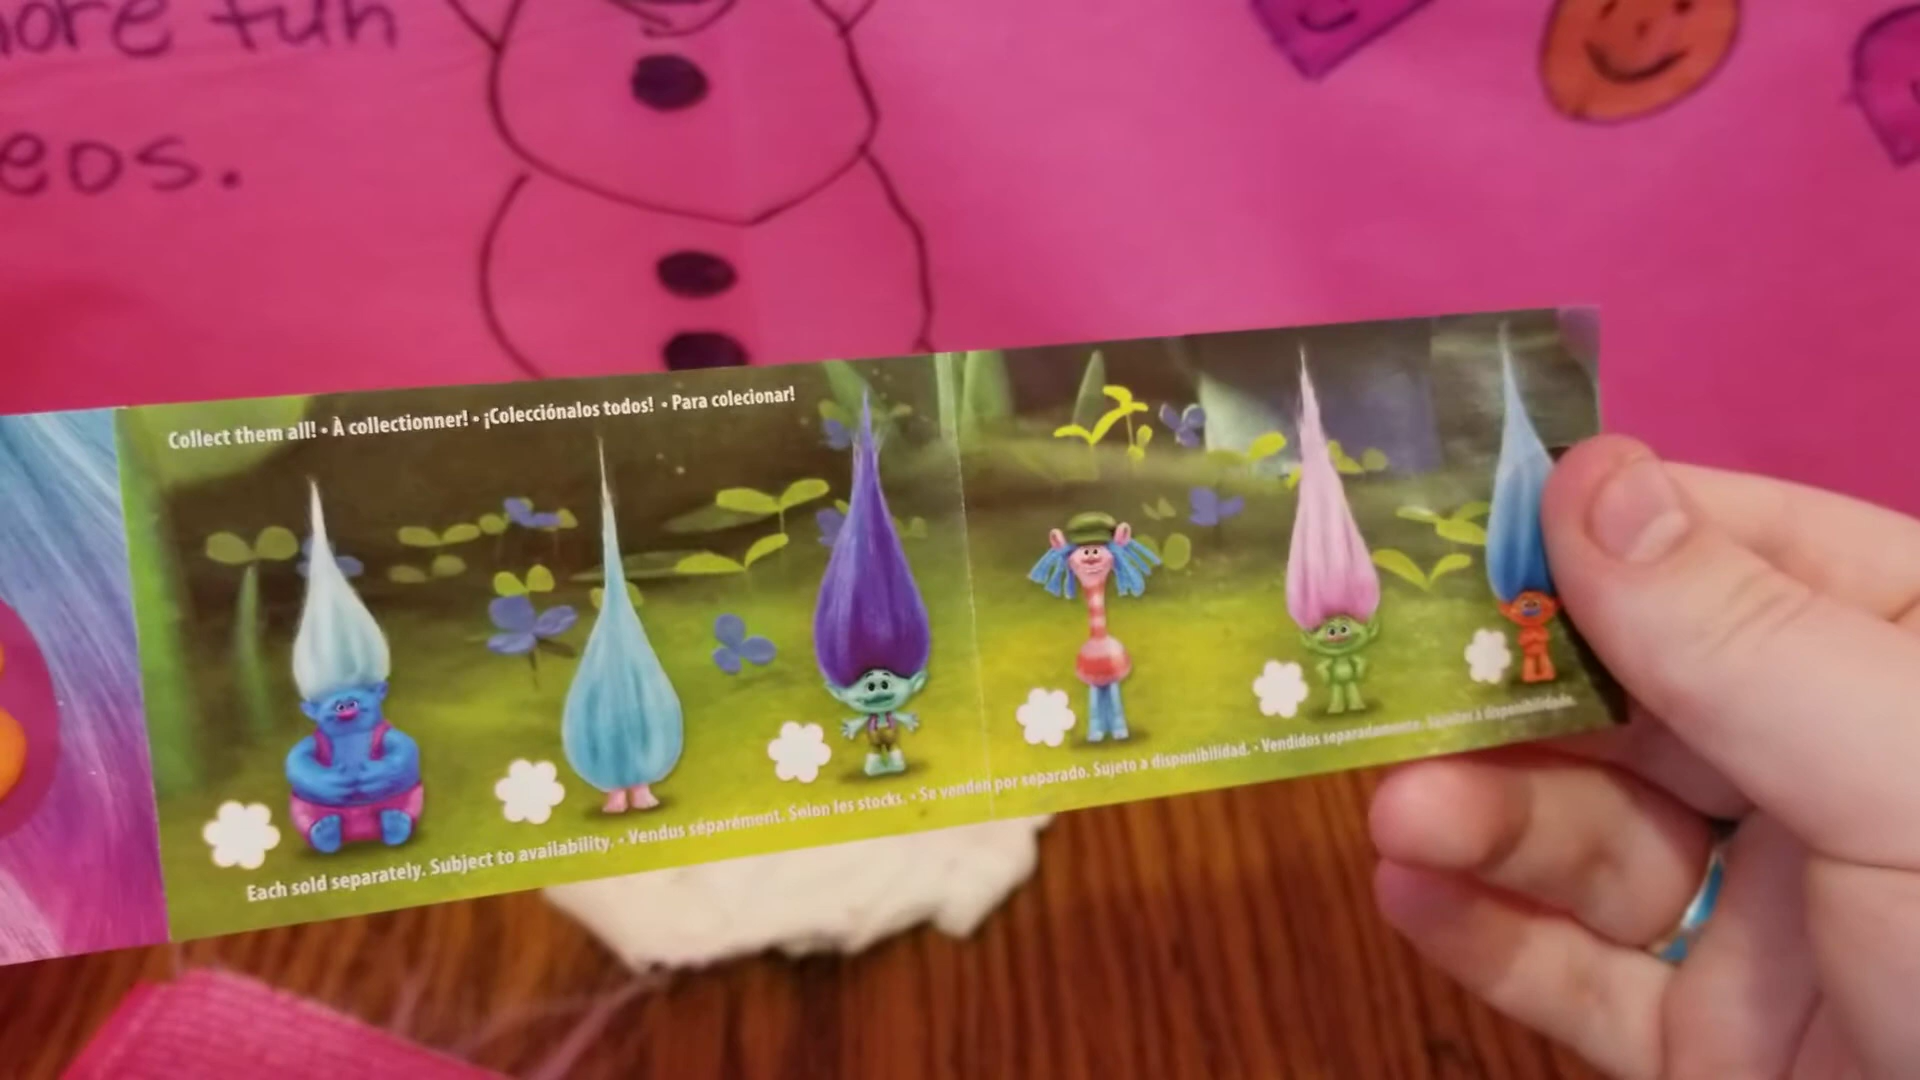 more fun
eos.
Collect them all! • À collectionner! • ¡Colecciónalos todos! • Para colecionar!
Each sold separately. Subject to availability. • Vendus séparément. Selon les stocks. • Se venden por separado. Sujeto a disponibilidad. • Vendidos separadamente. Sujeitos à disponibilidade.